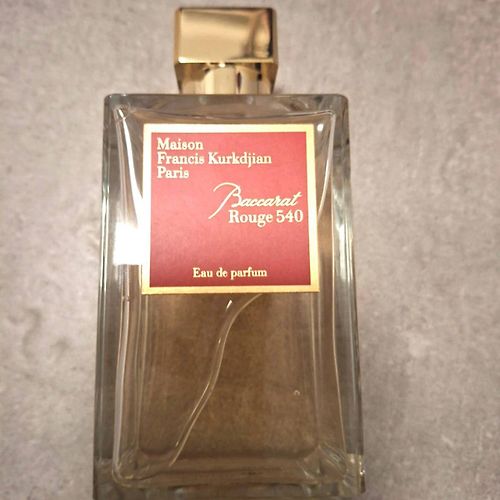 Maison
Francis Kurkdjian
Paris
Baccarat
Rouge 540
Eau de parfum